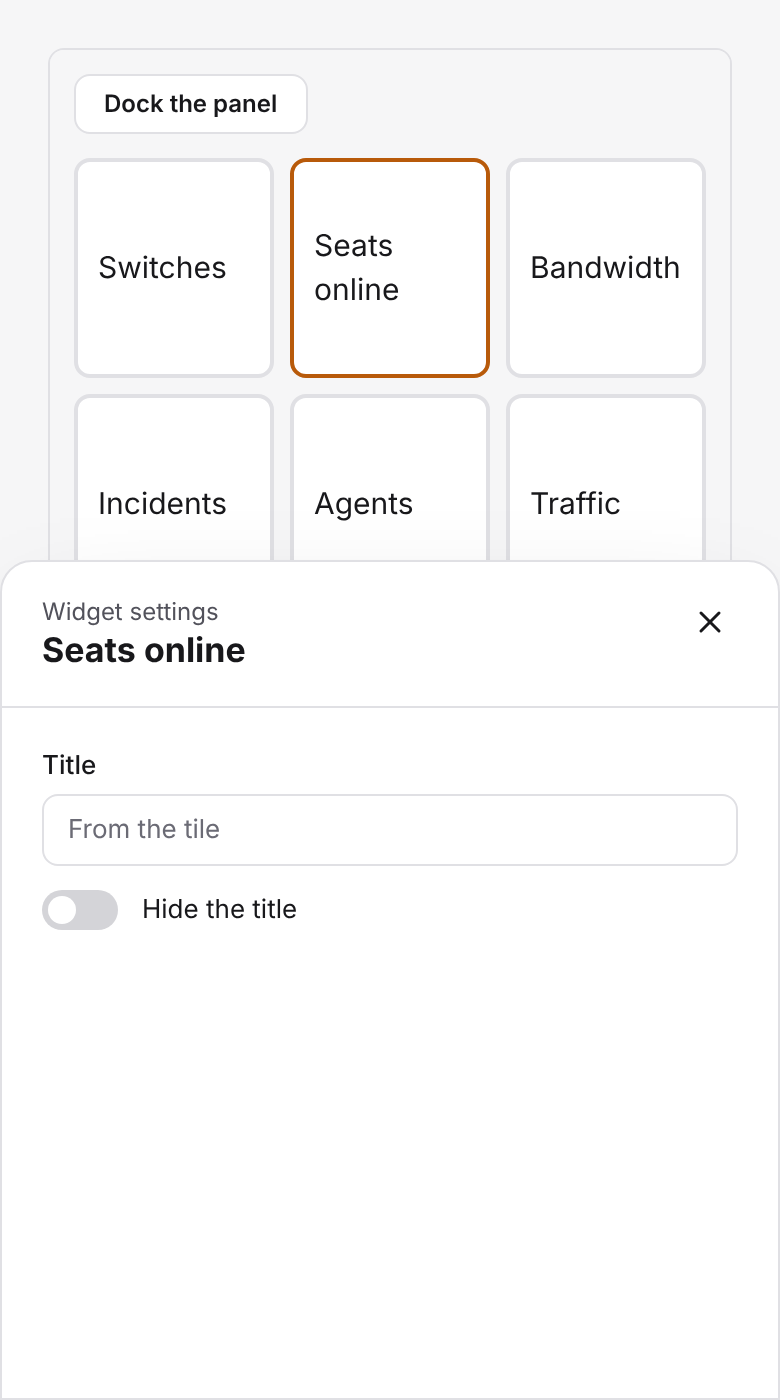 Dock the panel
Switches
Seats
online
Bandwidth
Incidents
Agents
Traffic
Widget settings
Seats online
Title
From the tile
Hide the title